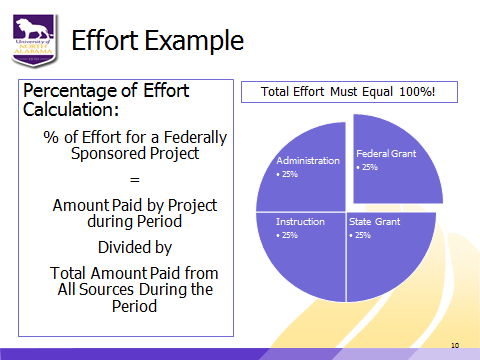 University of
NORTH
ALABAMA
Effort Example
Percentage of Effort
Calculation:
% of Effort for a Federally
Sponsored Project
=
Amount Paid by Project
during Period
Divided by
Total Amount Paid from
All Sources During the
Period
Total Effort Must Equal 100%!
Administration
• 25%
Federal Grant
• 25%
Instruction
• 25%
State Grant
• 25%
10